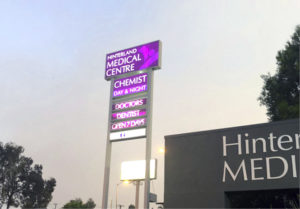 HINTERLAND
MEDICAL
CENTRE
CHEMIST
DAY & NIGHT
DOCTORS
DENTIST
OPEN 7 DAYS
Hinter
MEDI